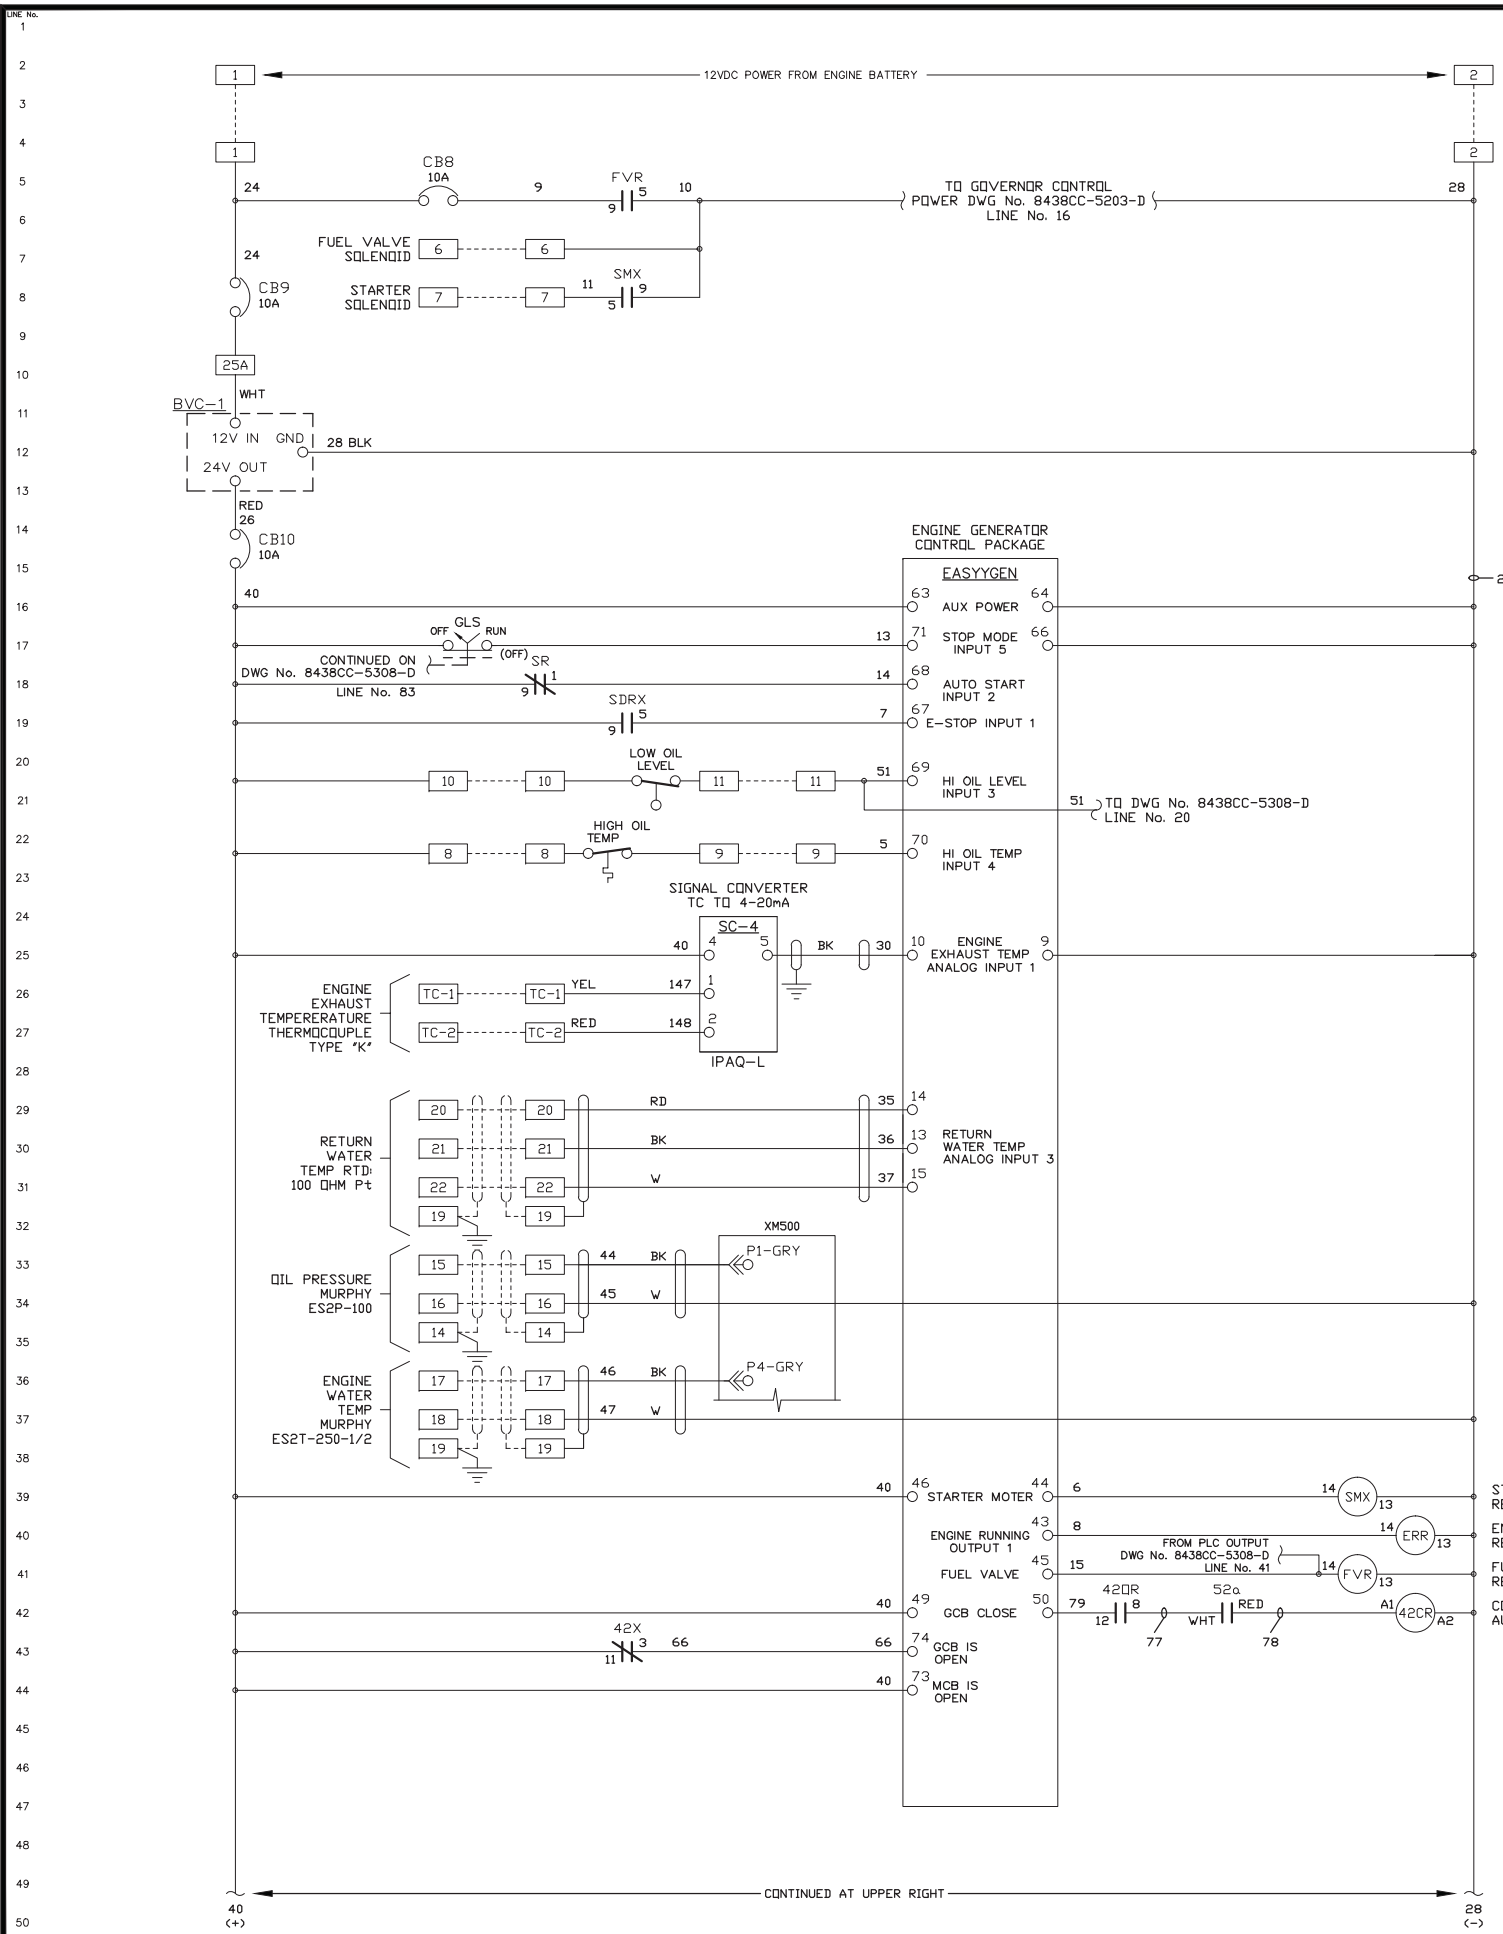 LINE No.
1
2
1
12VDC POWER FROM ENGINE BATTERY
2
3
4
1
2
CB8
10A
5
24
9
FVR
5
9
10
TO GOVERNOR CONTROL
POWER DWG No. 8438CC-5203-D
LINE No. 16
28
6
FUEL VALVE
SOLENOID
6
6
7
24
SMX
8
CB9
10A
STARTER
SOLENOID
7
7
11
5
9
9
25A
10
WHT
BVC-1
11
12V IN
GND
12
28 BLK
24V OUT
13
RED
26
14
CB10
10A
ENGINE GENERATOR
CONTROL PACKAGE
15
EASYYGEN
16
40
63
AUX POWER
64
17
OFF
GLS
RUN
(OFF)
13
71
STOP MODE
INPUT 5
66
CONTINUED ON
DWG No. 8438CC-5308-D
LINE No. 83
18
SR
1
9
14
68
AUTO START
INPUT 2
19
SDRX
5
9
7
67
E-STOP INPUT 1
20
LOW OIL
LEVEL
10
10
11
11
51
69
HI OIL LEVEL
INPUT 3
21
51
TO DWG No. 8438CC-5308-D
LINE No. 20
22
HIGH OIL
TEMP
8
8
9
9
5
70
HI OIL TEMP
INPUT 4
23
SIGNAL CONVERTER
TC TO 4-20mA
24
SC-4
25
40
4
5
BK
30
10
ENGINE
EXHAUST TEMP
ANALOG INPUT 1
9
26
ENGINE
EXHAUST
TEMPERERATURE
THERMOCOUPLE
TYPE "K"
TC-1
TC-1
YEL
147
1
27
TC-2
TC-2
RED
148
2
IPAQ-L
28
29
20
20
RD
35
14
30
RETURN
WATER
TEMP RTD:
100 OHM Pt
21
21
BK
36
13
RETURN
WATER TEMP
ANALOG INPUT 3
31
22
22
W
37
15
32
19
19
XM500
33
15
15
44
BK
P1-GRY
OIL PRESSURE
MURPHY
ES2P-100
34
16
16
45
W
35
14
14
36
17
17
46
BK
P4-GRY
ENGINE
WATER
TEMP
MURPHY
ES2T-250-1/2
37
18
18
47
W
38
19
19
39
40
46
STARTER MOTER
44
6
14
SMX
13
40
ENGINE RUNNING
OUTPUT 1
43
8
14
ERR
13
FROM PLC OUTPUT
DWG No. 8438CC-5308-D
LINE No. 41
41
FUEL VALVE
45
15
14
FVR
13
42
40
49
GCB CLOSE
50
79
42OR
12
8
77
WHT
52a
RED
78
A1
42CR
A2
43
42X
11
3
66
66
74
GCB IS
OPEN
44
40
73
MCB IS
OPEN
45
46
47
48
49
CONTINUED AT UPPER RIGHT
50
40
(+)
28
(-)